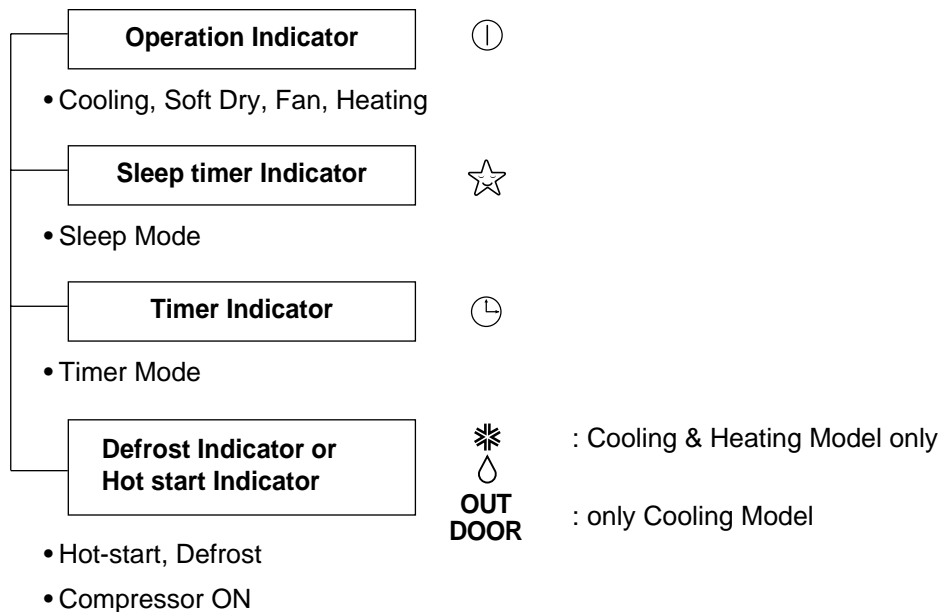 Operation Indicator
• Cooling, Soft Dry, Fan, Heating
Sleep timer Indicator
• Sleep Mode
Timer Indicator
• Timer Mode
Defrost Indicator or
Hot start Indicator
: Cooling & Heating Model only
OUT
DOOR
: only Cooling Model
• Hot-start, Defrost
• Compressor ON